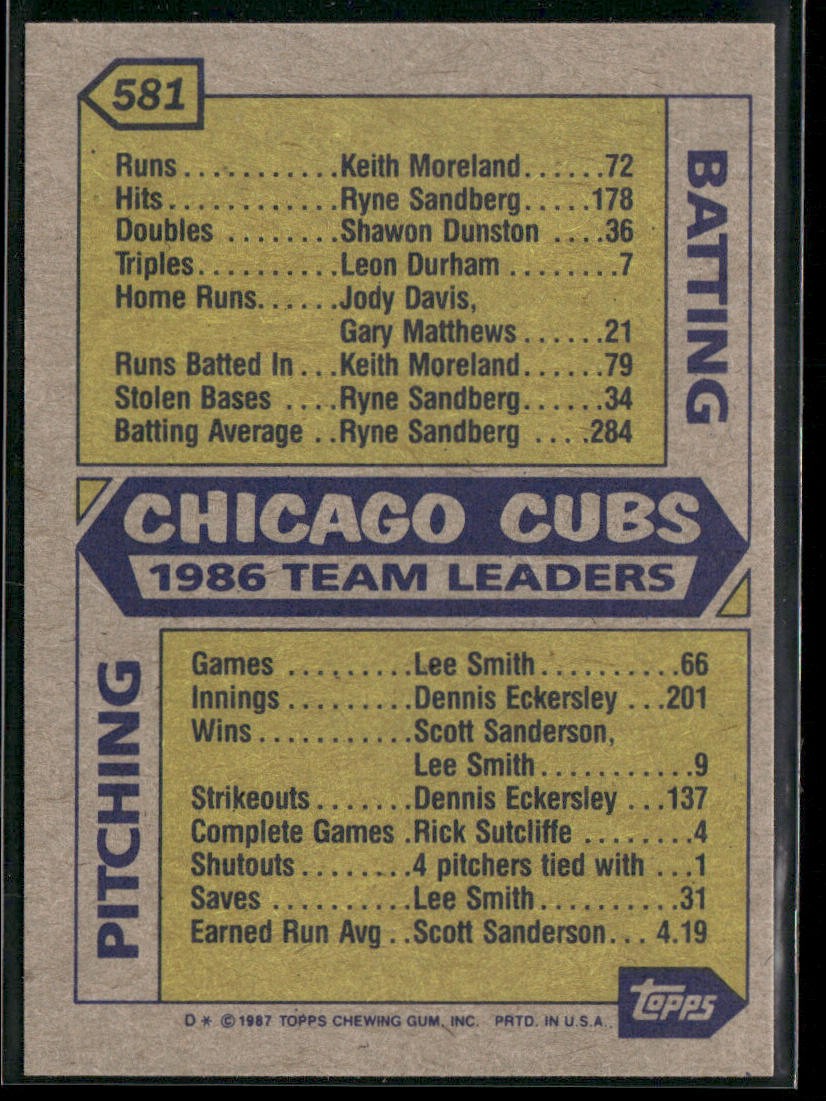 581
BATTING
Runs...........Keith Moreland......72
Hits............Ryne Sandberg.....178
Doubles ........Shawon Dunston ....36
Triples..........Leon Durham ........7
Home Runs......Jody Davis,
Gary Matthews......21
Runs Batted In...Keith Moreland......79
Stolen Bases ....Ryne Sandberg......34
Batting Average ..Ryne Sandberg ....284
CHICAGO CUBS
1986 TEAM LEADERS
PITCHING
Games .........Lee Smith..........66
Innings.........Dennis Eckersley ...201
Wins...........Scott Sanderson,
Lee Smith...........9
Strikeouts.......Dennis Eckersley ...137
Complete Games .Rick Sutcliffe ........4
Shutouts........4 pitchers tied with ...1
Saves ..........Lee Smith..........31
Earned Run Avg ..Scott Sanderson... 4.19
topps
D * © 1987 TOPPS CHEWING GUM, INC. PRTD. IN U.S.A.